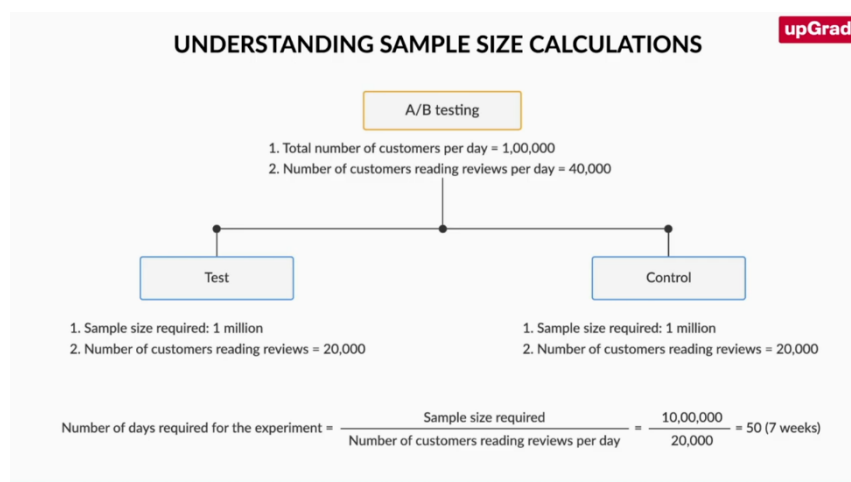 upGrad
UNDERSTANDING SAMPLE SIZE CALCULATIONS
A/B testing
1. Total number of customers per day = 1,00,000
2. Number of customers reading reviews per day = 40,000
Test
1. Sample size required: 1 million
2. Number of customers reading reviews = 20,000
Control
1. Sample size required: 1 million
2. Number of customers reading reviews = 20,000
Number of days required for the experiment = Sample size required / Number of customers reading reviews per day = 10,00,000 / 20,000 = 50 (7 weeks)